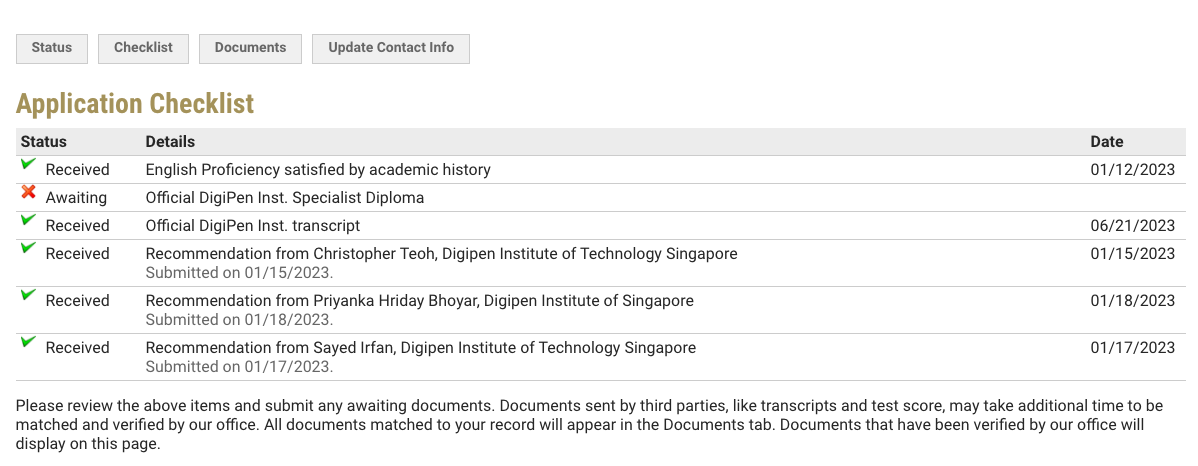 Status Checklist Documents Update Contact Info
Application Checklist
Status Details Date
Received English Proficiency satisfied by academic history 01/12/2023
Awaiting Official DigiPen Inst. Specialist Diploma
Received Official DigiPen Inst. transcript 06/21/2023
Received Recommendation from Christopher Teoh, Digipen Institute of Technology Singapore 01/15/2023
Submitted on 01/15/2023.
Received Recommendation from Priyanka Hriday Bhoyar, Digipen Institute of Singapore 01/18/2023
Submitted on 01/18/2023.
Received Recommendation from Sayed Irfan, Digipen Institute of Technology Singapore 01/17/2023
Submitted on 01/17/2023.
Please review the above items and submit any awaiting documents. Documents sent by third parties, like transcripts and test score, may take additional time to be
matched and verified by our office. All documents matched to your record will appear in the Documents tab. Documents that have been verified by our office will
display on this page.